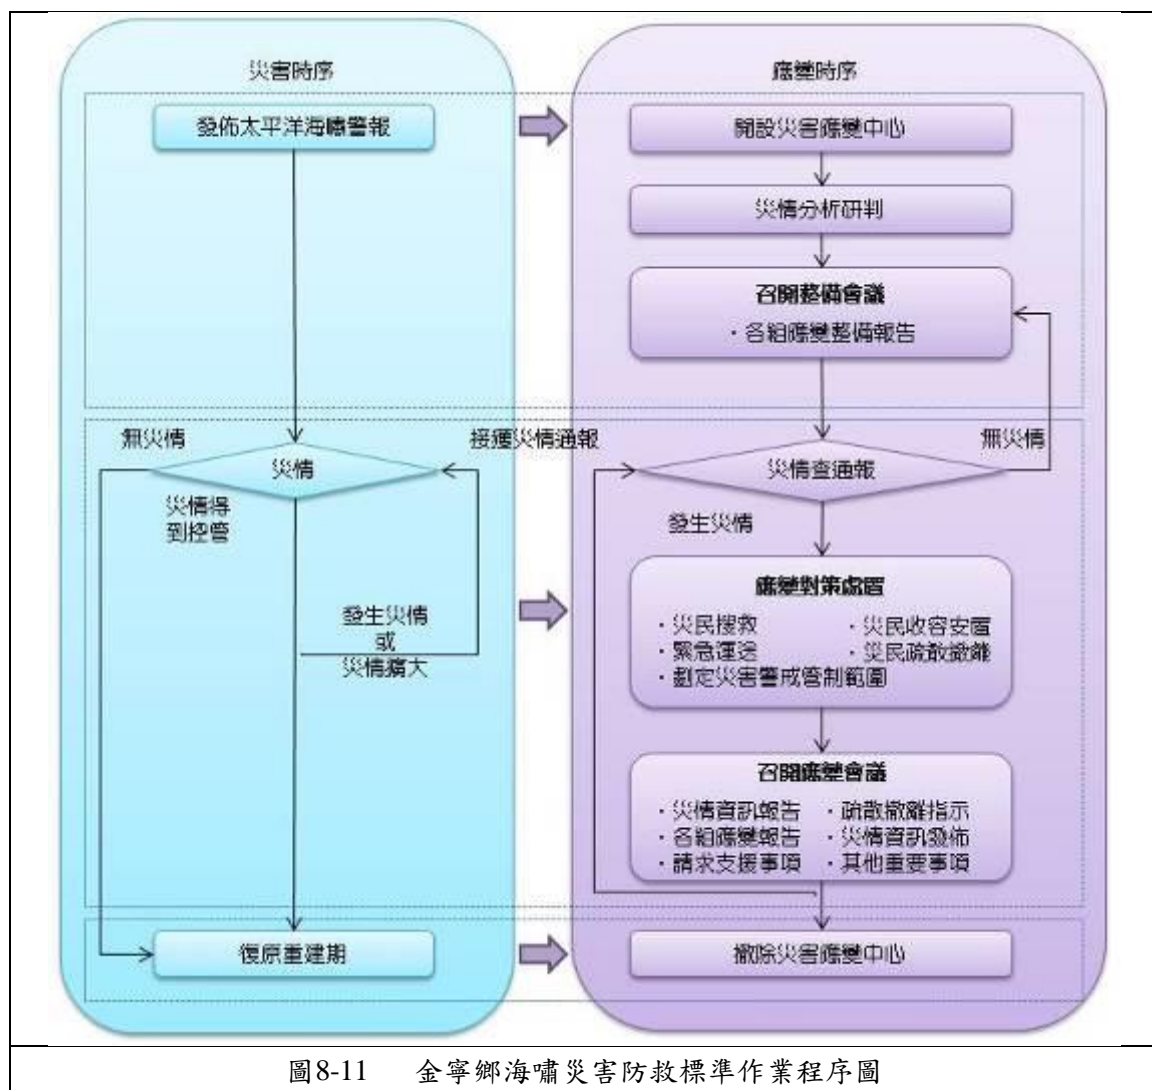 災害時序
發佈太平洋海嘯警報
無災情
災情
接獲災情通報
災情得
到控管
發生災情
或
災情擴大
復原重建期
應變時序
開設災害應變中心
災情分析研判
召開整備會議
・各組應變整備報告
災情查通報
無災情
發生災情
應變對策處置
・災民搜救 ・災民收容安置
・緊急運送 ・災民疏散撤離
・劃定災害警戒管制範圍
召開應變會議
・災情資訊報告 ・疏散撤離指示
・各組應變報告 ・災情資訊發佈
・請求支援事項 ・其他重要事項
撤除災害應變中心
圖8-11 金寧鄉海嘯災害防救標準作業程序圖